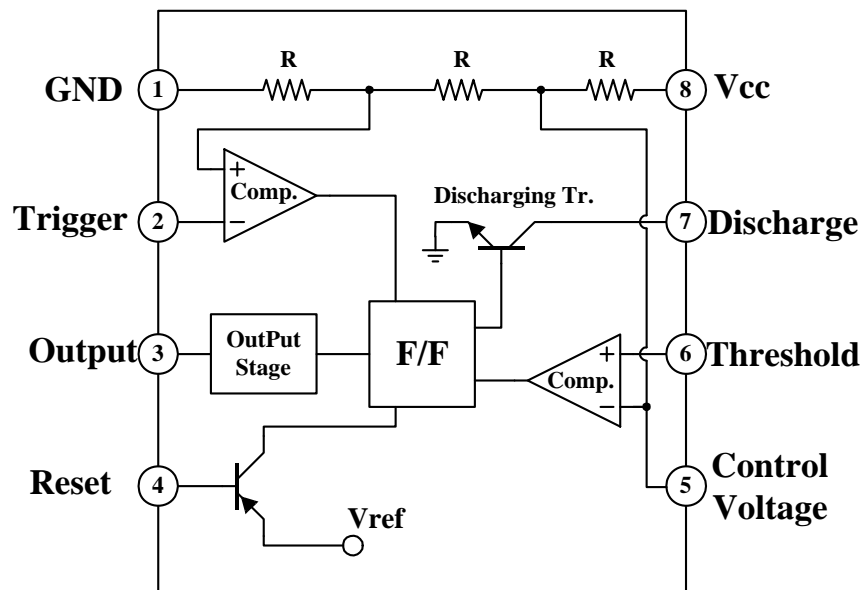 R R R
GND 1 8 Vcc
+
Comp.
−
Trigger 2
Discharging Tr.
7 Discharge
Output 3
OutPut
Stage
F/F
+
Comp.
−
6 Threshold
Reset 4
5 Control
Voltage
Vref